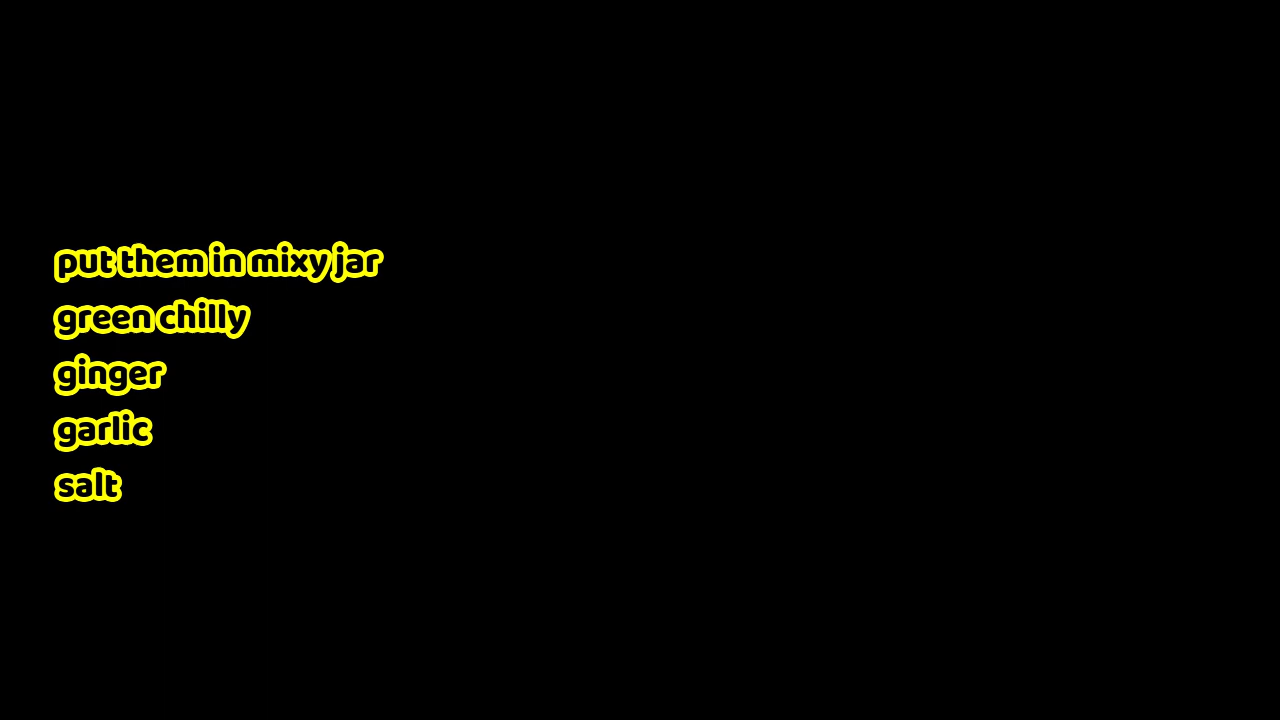 put them in mixy jar
green chilly
ginger
garlic
salt